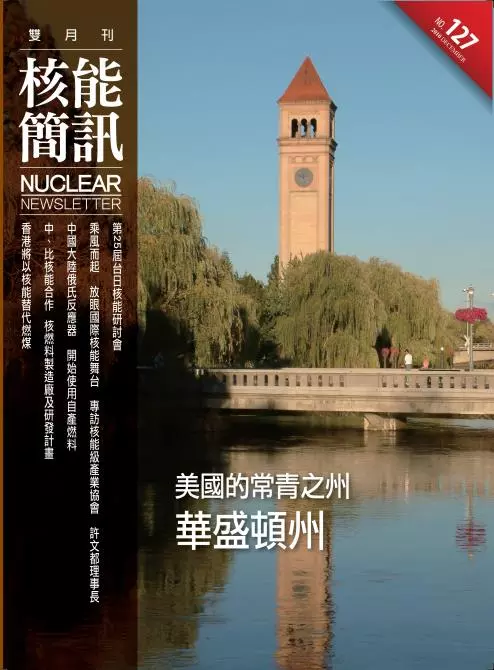 雙月刊
核能
簡訊
NUCLEAR
NEWSLETTER
NO. 127
2010 DECEMBER
第25屆台日核能研討會
乘風而起 放眼國際核能舞台 專訪核能級產業協會 許文都理事長
中國大陸俄氏反應器 開始使用自產燃料
中、比核能合作 核燃料製造廠及研發計畫
香港將以核能替代燃煤
美國的常青之州
華盛頓州